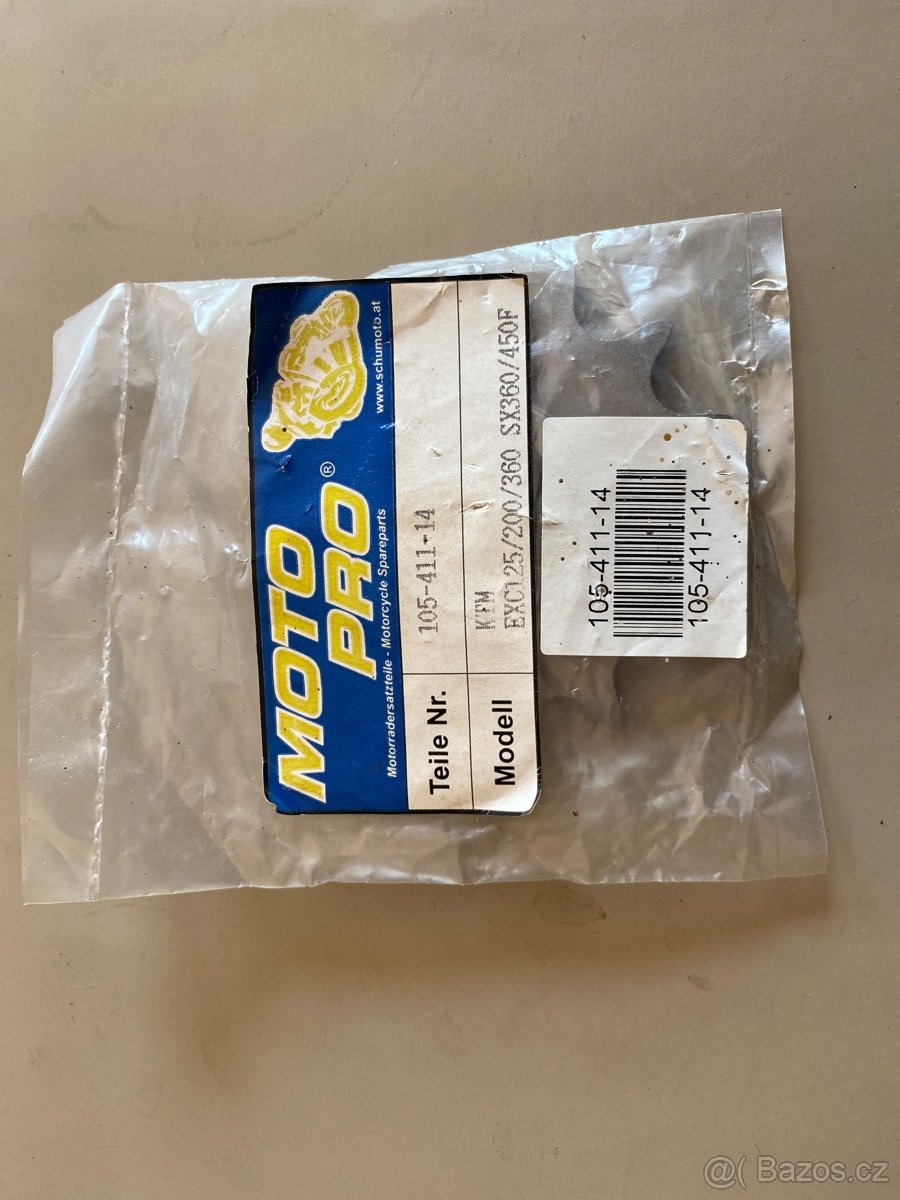 MOTO
PRO®
www.schumoto.at
Motorradersatzteile - Motorcycle Spareparts
Teile Nr.
105-411-14
Modell
KTM
EXC125/200/360 SX360/450F
105-411-14
105-411-14
@( Bazos.cz